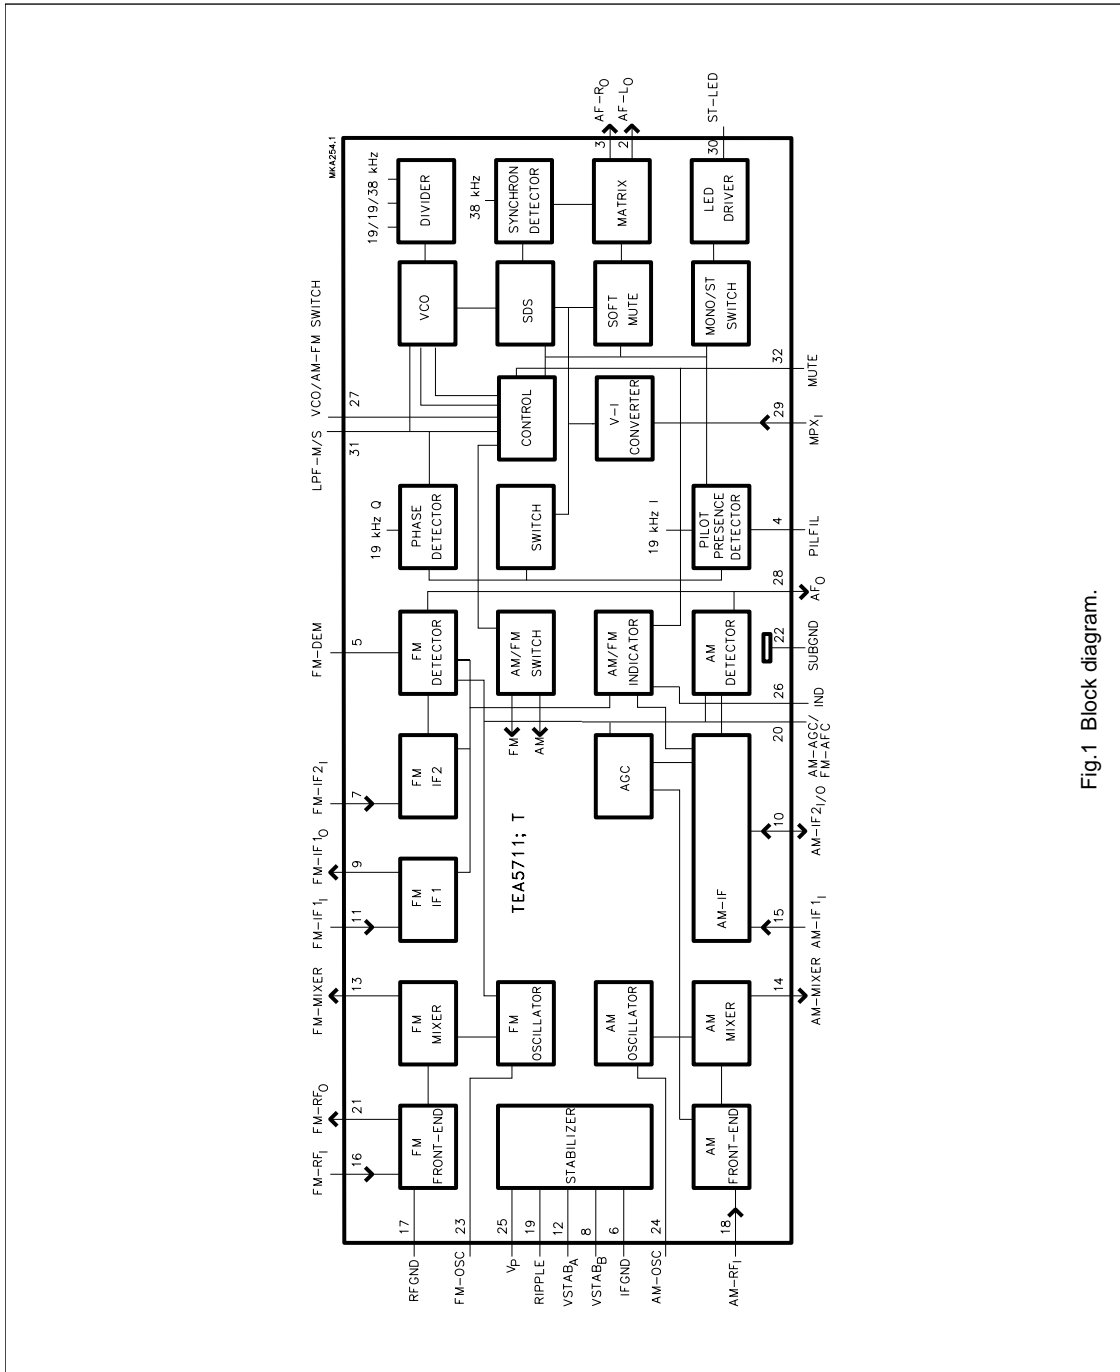 MKA254.1
LPF-M/S
VCO/AM-FM SWITCH
FM-RFI
FM-RFO
FM-MIXER
FM-IF1I
FM-IF1O
FM-IF2I
FM-DEM
16
21
13
11
9
7
5
31
27
19 kHz Q
19/19/38 kHz
RFGND
17
FM
FRONT-END
FM
MIXER
FM
IF1
FM
IF2
FM
DETECTOR
PHASE
DETECTOR
VCO
DIVIDER
FM-OSC
23
38 kHz
VP
25
RIPPLE
19
VSTABA
12
VSTABB
8
IFGND
6
AM-OSC
24
STABILIZER
FM
OSCILLATOR
TEA5711; T
FM
AM
AM/FM
SWITCH
SWITCH
CONTROL
SDS
SYNCHRON
DETECTOR
AM
OSCILLATOR
AGC
AM/FM
INDICATOR
V-I
CONVERTER
SOFT
MUTE
MATRIX
3
AF-RO
2
AF-LO
19 kHz I
AM-RFI
18
AM
FRONT-END
AM
MIXER
AM-IF
AM
DETECTOR
PILOT
PRESENCE
DETECTOR
MONO/ST
SWITCH
LED
DRIVER
30
ST-LED
14
15
10
20
26
22
28
4
29
32
AM-MIXER
AM-IF1I
AM-IF2I/O
AM-AGC/
FM-AFC
IND
SUBGND
AFO
PILFIL
MPXI
MUTE
Fig.1 Block diagram.